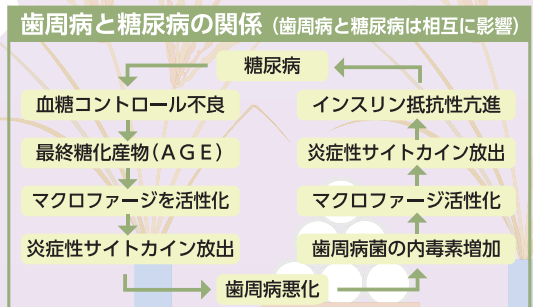 歯周病と糖尿病の関係（歯周病と糖尿病は相互に影響）
糖尿病
血糖コントロール不良
最終糖化産物（ＡＧＥ）
マクロファージを活性化
炎症性サイトカイン放出
歯周病悪化
歯周病菌の内毒素増加
マクロファージ活性化
炎症性サイトカイン放出
インスリン抵抗性亢進